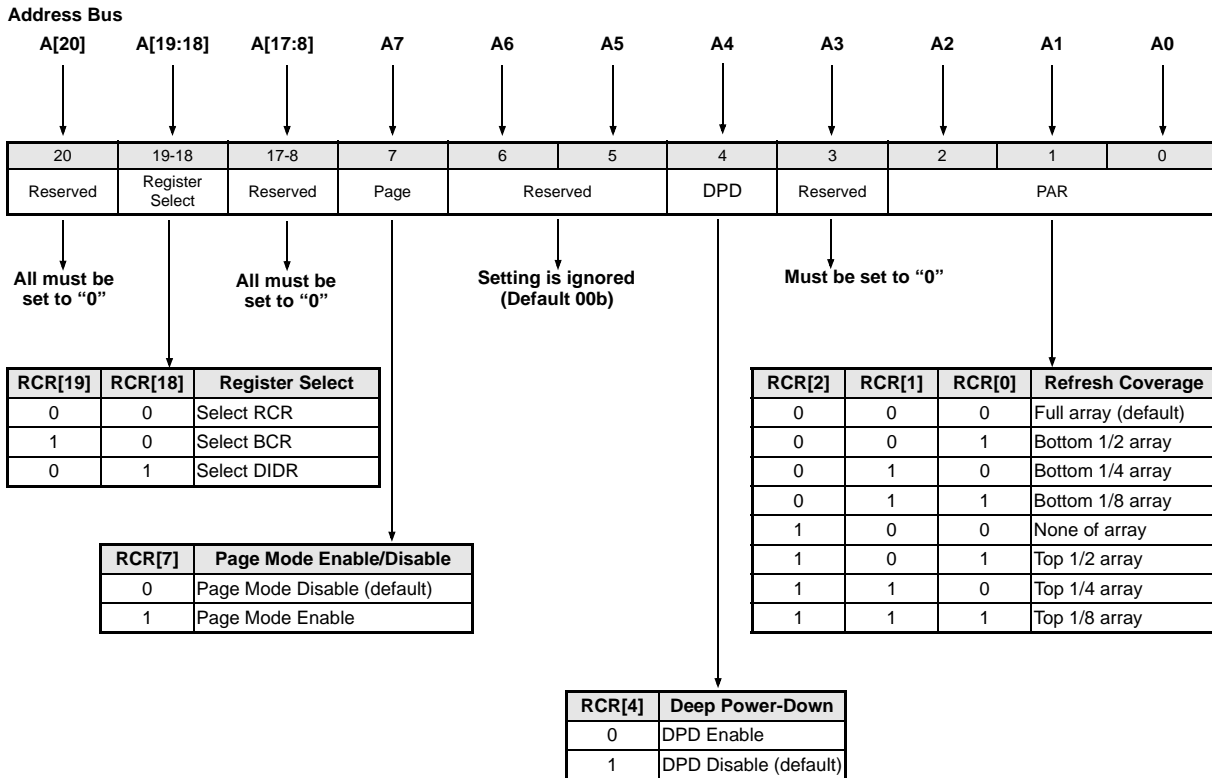 Address Bus
A[20] A[19:18] A[17:8] A7 A6 A5 A4 A3 A2 A1 A0
20 19-18 17-8 7 6 5 4 3 2 1 0
Reserved Register Select Reserved Page Reserved DPD Reserved PAR
All must be
set to “0”
All must be
set to “0”
Setting is ignored
(Default 00b)
Must be set to “0”
RCR[19] RCR[18] Register Select
0 0 Select RCR
1 0 Select BCR
0 1 Select DIDR
RCR[2] RCR[1] RCR[0] Refresh Coverage
0 0 0 Full array (default)
0 0 1 Bottom 1/2 array
0 1 0 Bottom 1/4 array
0 1 1 Bottom 1/8 array
1 0 0 None of array
1 0 1 Top 1/2 array
1 1 0 Top 1/4 array
1 1 1 Top 1/8 array
RCR[7] Page Mode Enable/Disable
0 Page Mode Disable (default)
1 Page Mode Enable
RCR[4] Deep Power-Down
0 DPD Enable
1 DPD Disable (default)